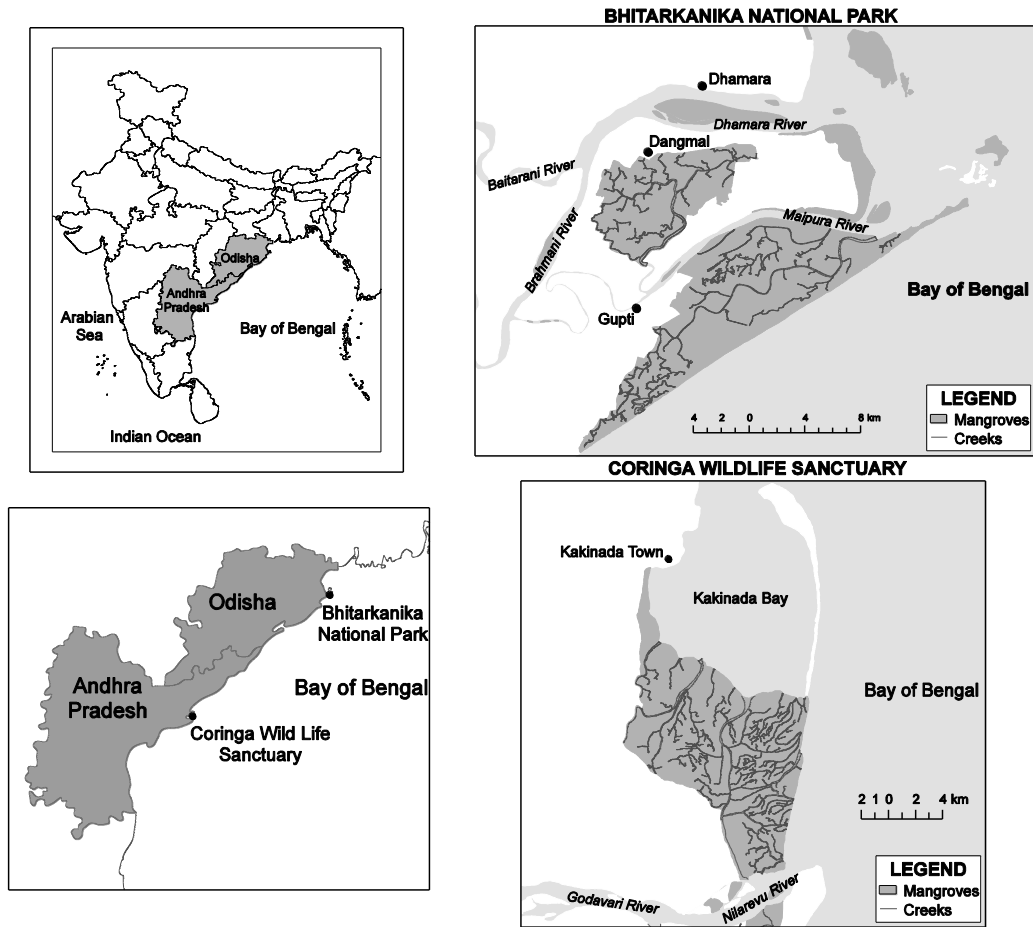 Odisha
Andhra
Pradesh
Arabian
Sea
Bay of Bengal
Indian Ocean
BHITARKANIKA NATIONAL PARK
Dhamara
Dhamara River
Dangmal
Baitarani River
Brahmani River
Maipura River
Gupti
Bay of Bengal
4 2 0 4 8 km
LEGEND
Mangroves
Creeks
Odisha
Bhitarkanika
National Park
Andhra
Pradesh
Bay of Bengal
Coringa Wild Life
Sanctuary
CORINGA WILDLIFE SANCTUARY
Kakinada Town
Kakinada Bay
Bay of Bengal
2 1 0 2 4 km
Godavari River
Nilarevu River
LEGEND
Mangroves
Creeks